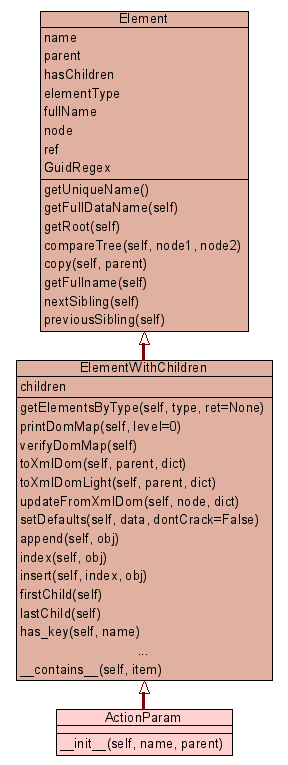 Element
name
parent
hasChildren
elementType
fullName
node
ref
GuidRegex
getUniqueName()
getFullDataName(self)
getRoot(self)
compareTree(self, node1, node2)
copy(self, parent)
getFullname(self)
nextSibling(self)
previousSibling(self)
ElementWithChildren
children
getElementsByType(self, type, ret=None)
printDomMap(self, level=0)
verifyDomMap(self)
toXmlDom(self, parent, dict)
toXmlDomLight(self, parent, dict)
updateFromXmlDom(self, node, dict)
setDefaults(self, data, dontCrack=False)
append(self, obj)
index(self, obj)
insert(self, index, obj)
firstChild(self)
lastChild(self)
has_key(self, name)
...
__contains__(self, item)
ActionParam
__init__(self, name, parent)